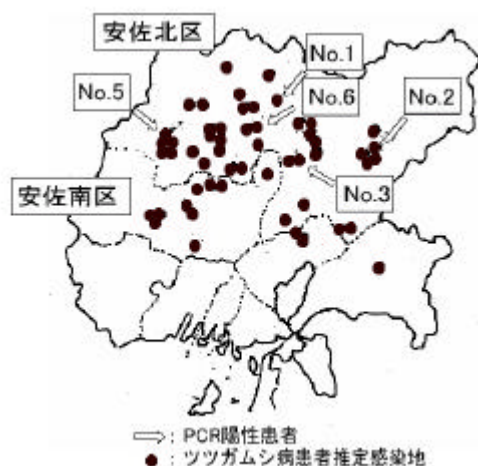 安佐北区
No.1
No.5
No.6
No.2
安佐南区
No.3
⇨: PCR陽性患者
●: ツツガムシ病患者推定感染地